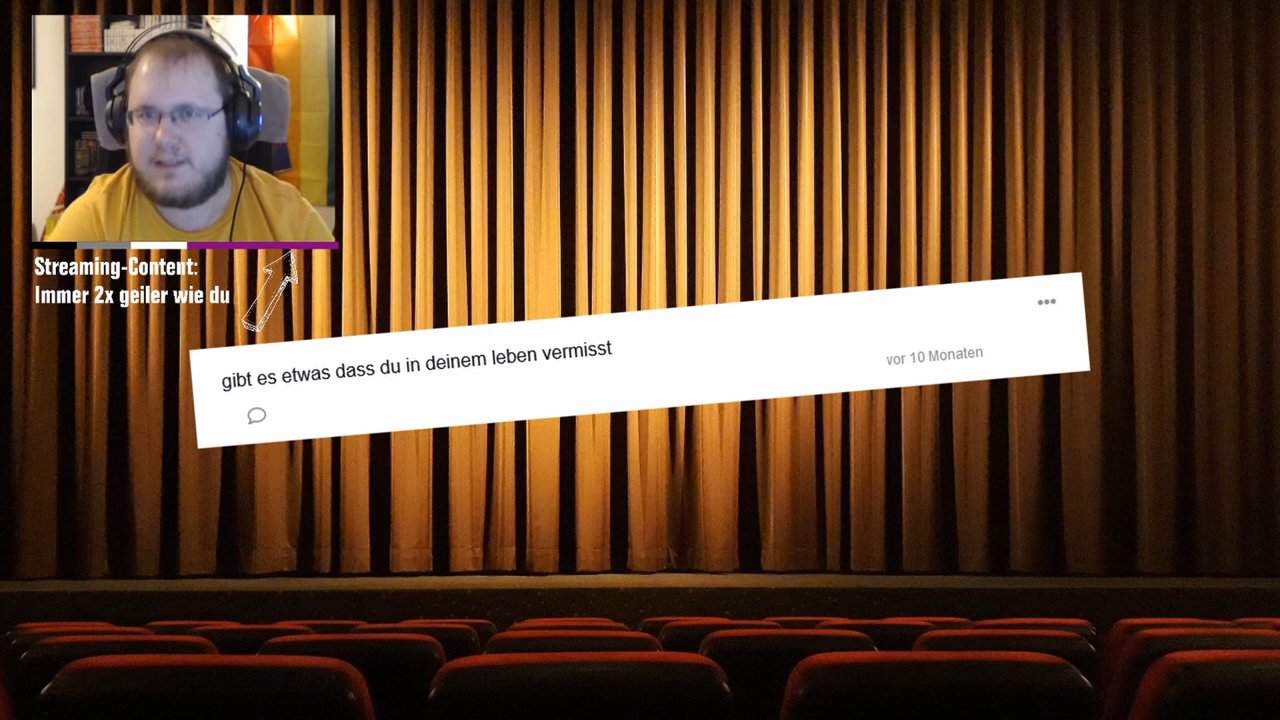 Streaming-Content:
Immer 2x geiler wie du
gibt es etwas dass du in deinem leben vermisst
vor 10 Monaten